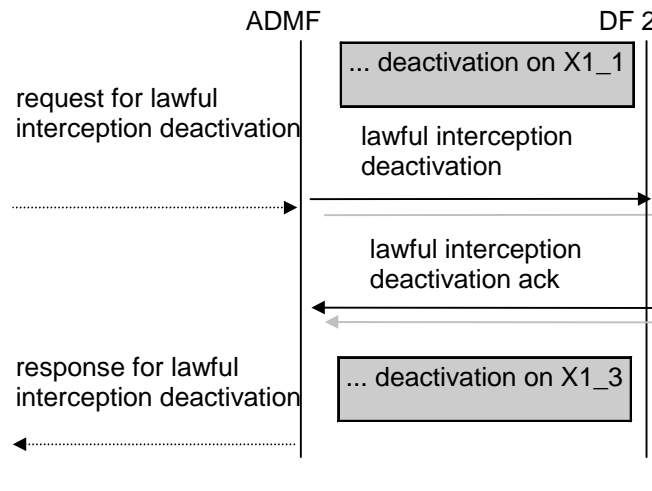 ADMF
DF 2
... deactivation on X1_1
request for lawful
interception deactivation
lawful interception
deactivation
lawful interception
deactivation ack
response for lawful
interception deactivation
... deactivation on X1_3